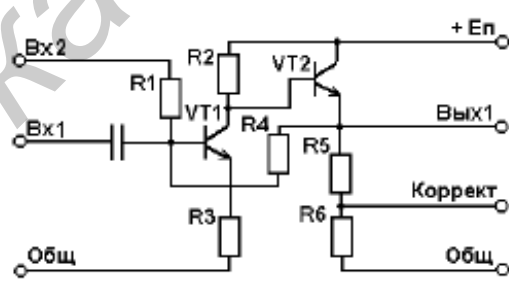 + Еп
Вх2
R2
VT2
R1
VT1
Вых1
Вх1
R4
R5
Коррект
R3
R6
Общ
Общ